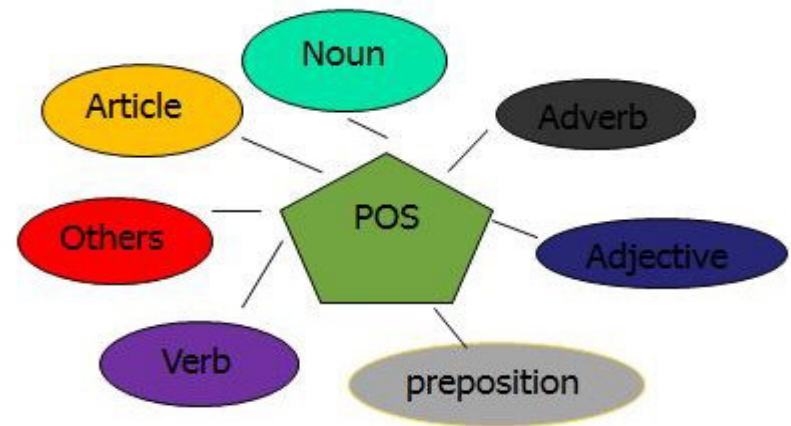 Noun
Article
Adverb
POS
Others
Adjective
Verb
preposition